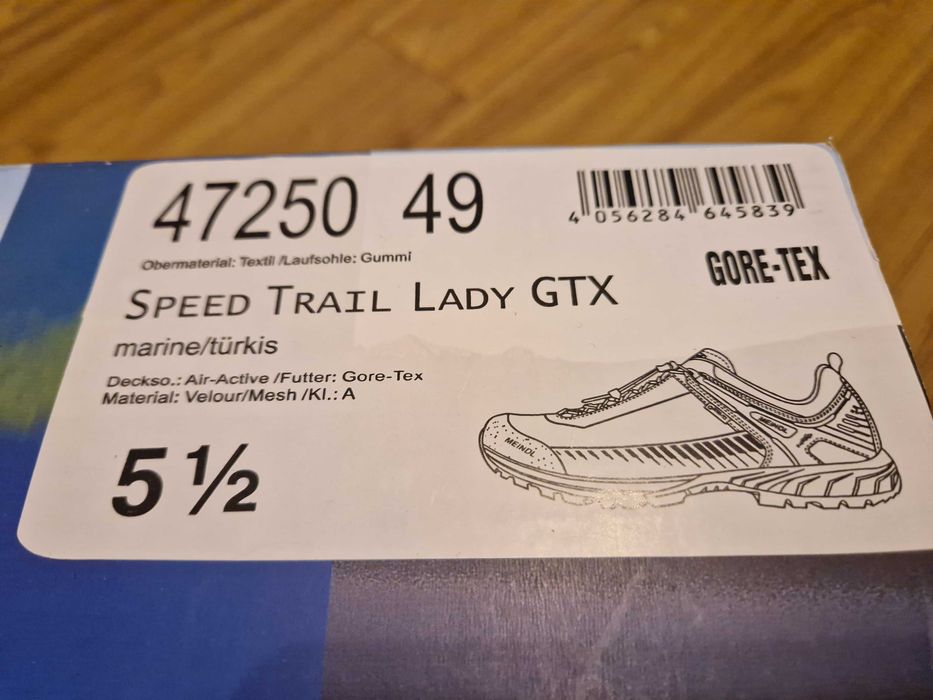 47250 49
4 056284 645839
Obermaterial: Textil /Laufsohle: Gummi
GORE-TEX
SPEED TRAIL LADY GTX
marine/türkis
Deckso.: Air-Active /Futter: Gore-Tex
Material: Velour/Mesh /Kl.: A
MEINDL
5 ½